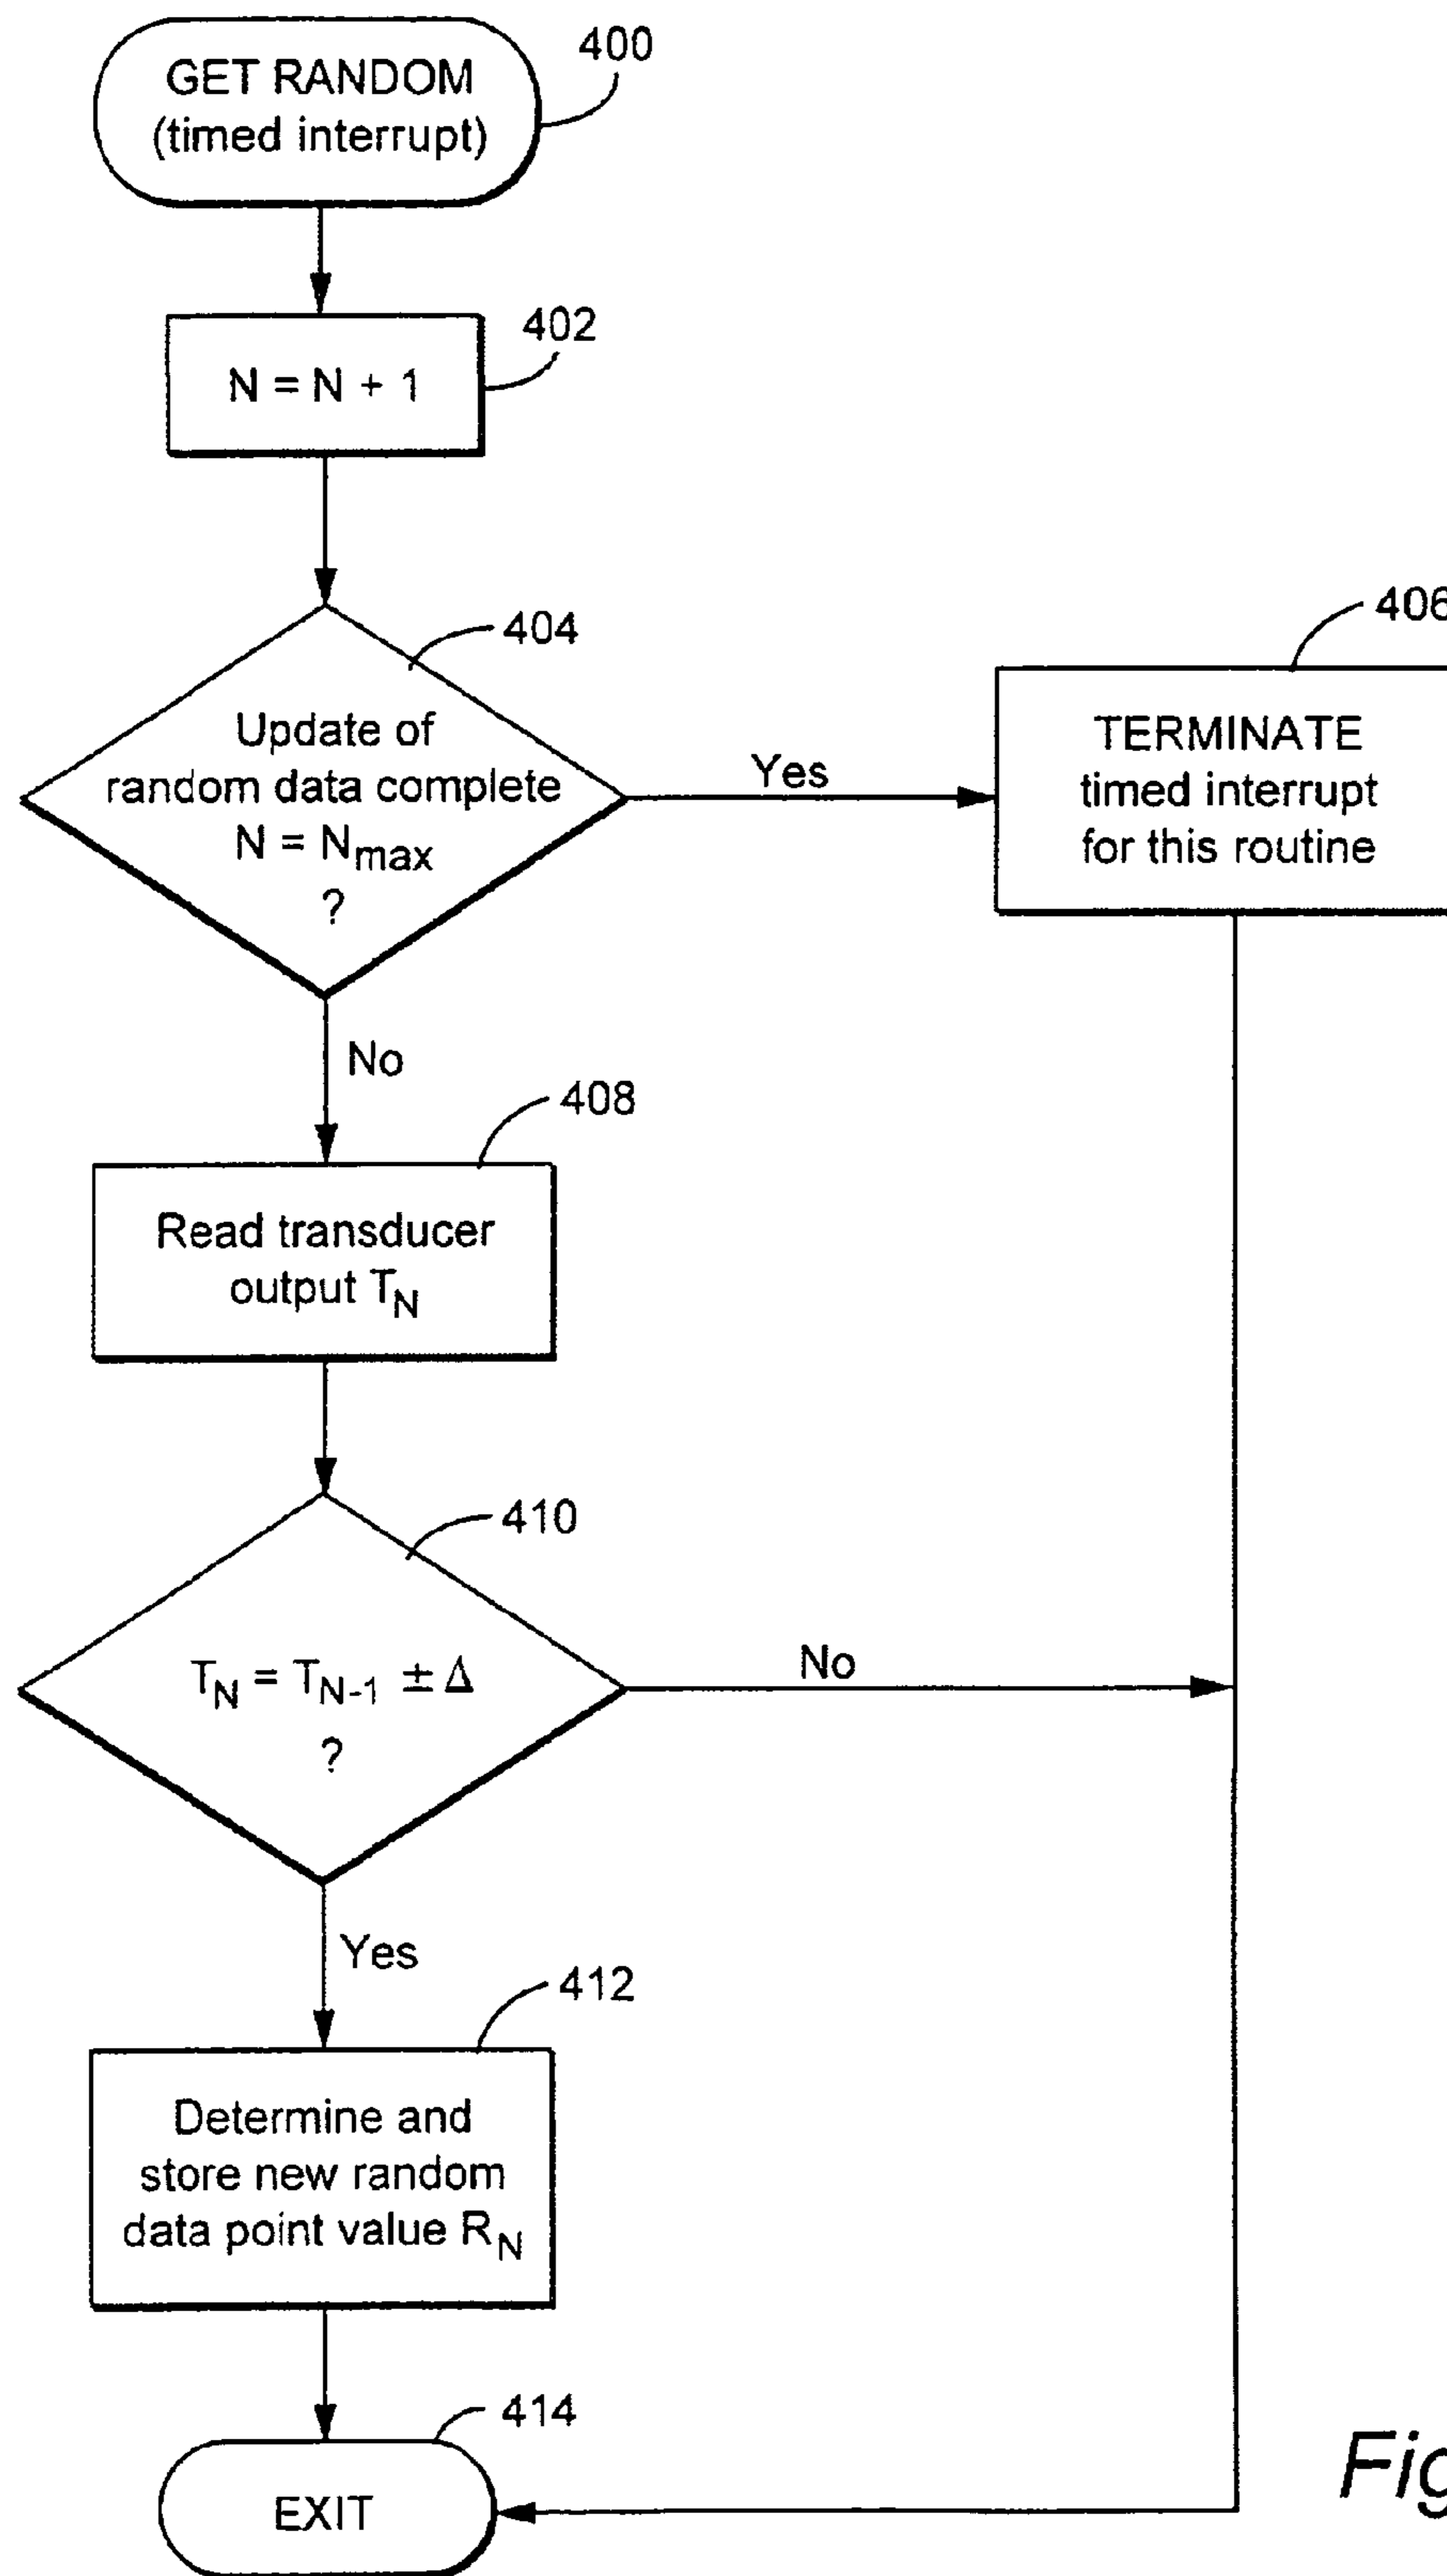 GET RANDOM
(timed interrupt)
400
N = N + 1
402
404
Update of
random data complete
N = Nmax
?
Yes
406
TERMINATE
timed interrupt
for this routine
No
408
Read transducer
output TN
410
TN = TN-1 ± Δ
?
No
Yes
412
Determine and
store new random
data point value RN
414
EXIT
Fig